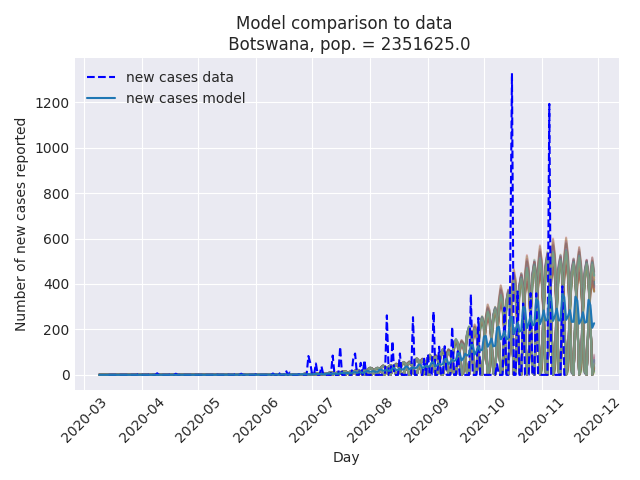 Model comparison to data
Botswana, pop. = 2351625.0
new cases data
new cases model
Number of new cases reported
1200
1000
800
600
400
200
0
2020-03
2020-04
2020-05
2020-06
2020-07
2020-08
2020-09
2020-10
2020-11
2020-12
Day